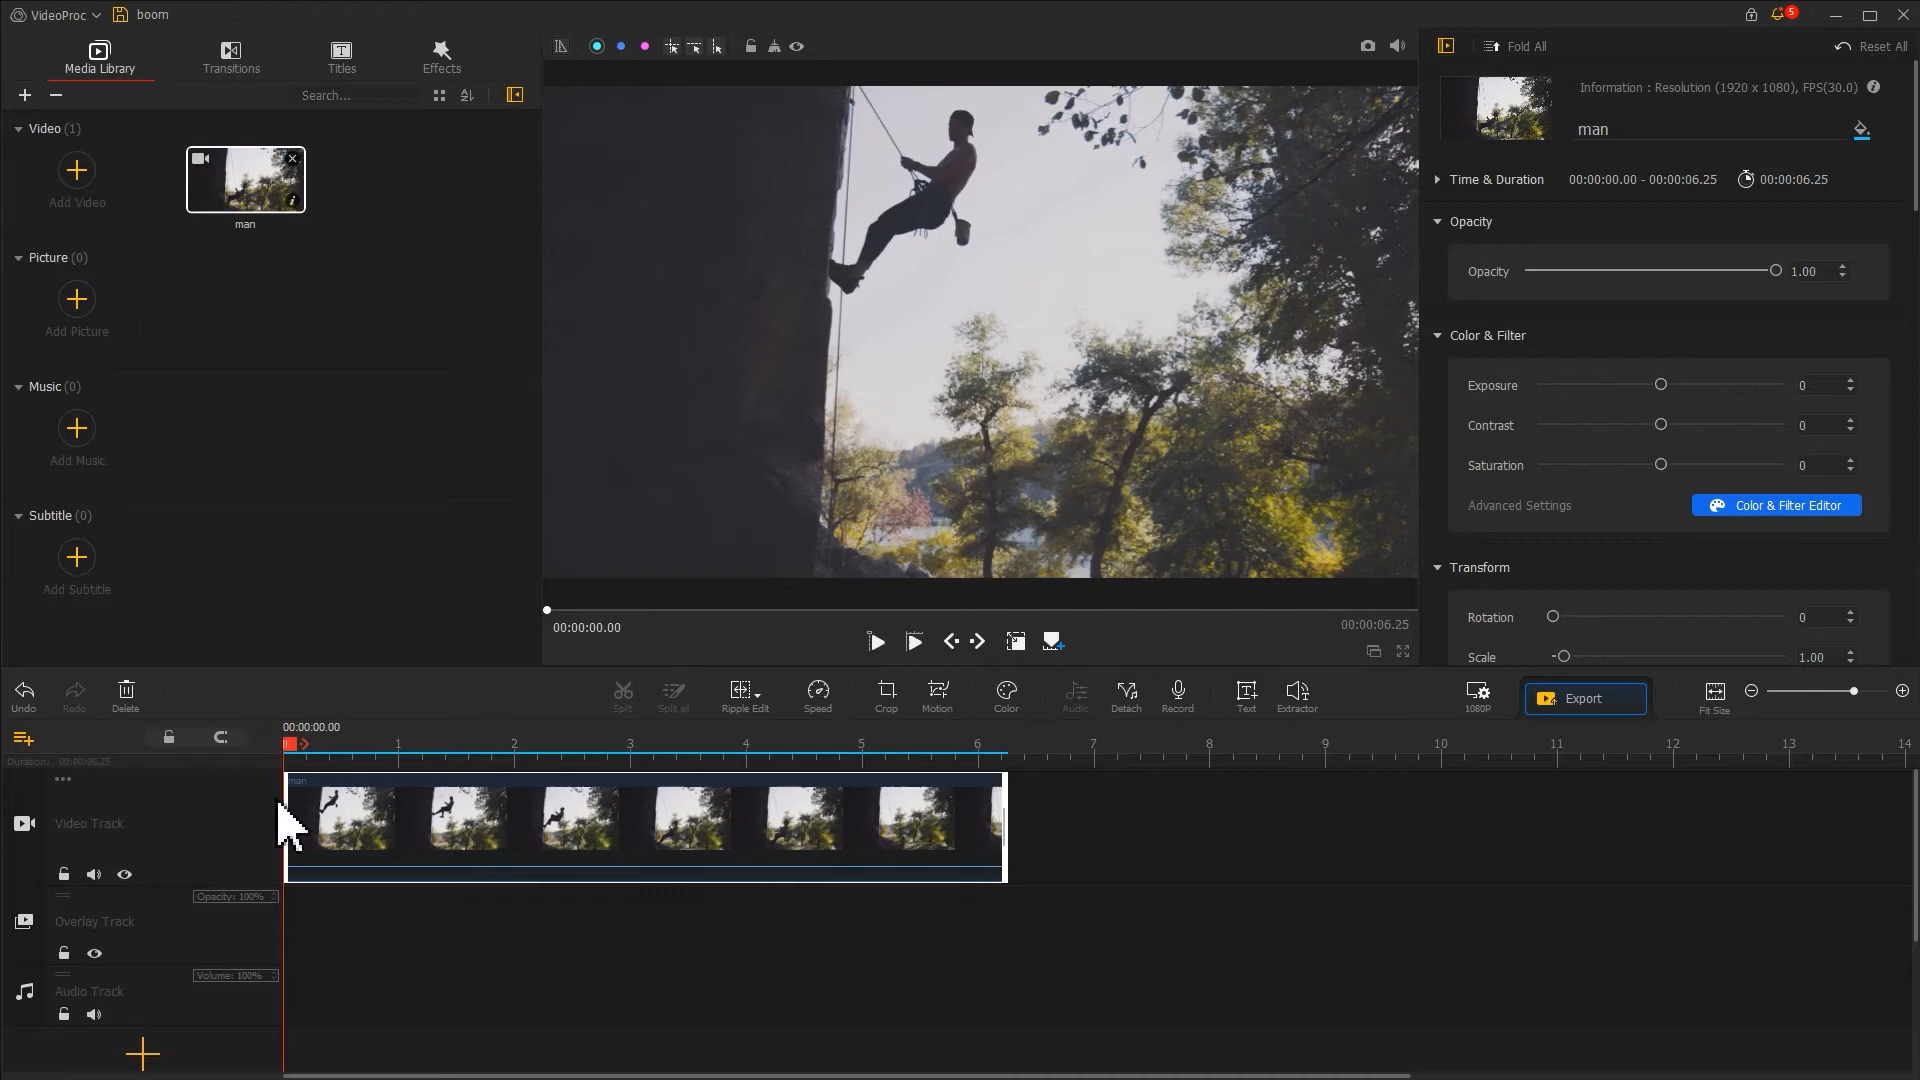 VideoProc boom 5
Media Library Transitions Titles Effects
Fold All Reset All
Search...
Information : Resolution (1920 x 1080), FPS(30.0)
man
Video (1)
Add Video
man
Time & Duration 00:00:00.00 - 00:00:06.25 00:00:06.25
Opacity
Opacity 1.00
Picture (0)
Add Picture
Color & Filter
Exposure 0
Contrast 0
Saturation 0
Advanced Settings Color & Filter Editor
Music (0)
Add Music
Subtitle (0)
Add Subtitle
Transform
Rotation 0
Scale 1.00
00:00:00.00 00:00:06.25
Undo Redo Delete Split Split all Ripple Edit Speed Crop Motion Color Audio Detach Record Text Extractor 1080P Export Fit Size
00:00:00.00
1 2 3 4 5 6 7 8 9 10 11 12 13 14
Duration: 00:00:06.25
man
Video Track
Opacity: 100%
Overlay Track
Volume: 100%
Audio Track